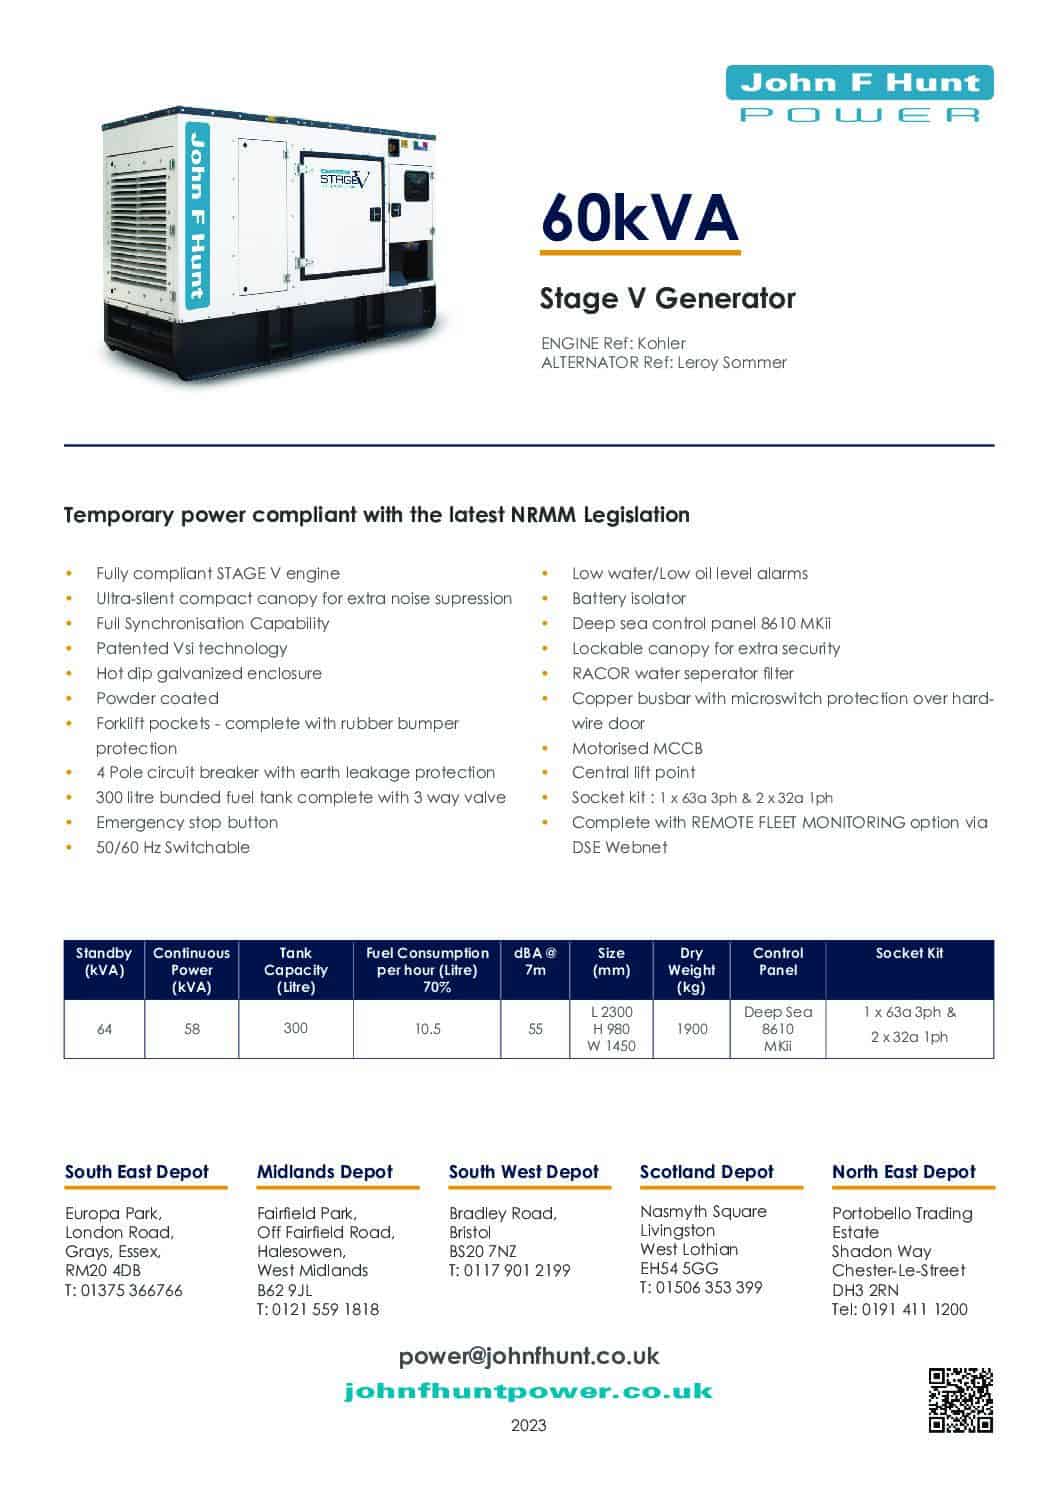 John F Hunt
POWER
John F Hunt
STAGE V
60kVA
Stage V Generator
ENGINE Ref: Kohler
ALTERNATOR Ref: Leroy Sommer
Temporary power compliant with the latest NRMM Legislation
• Fully compliant STAGE V engine
• Ultra-silent compact canopy for extra noise supression
• Full Synchronisation Capability
• Patented Vsi technology
• Hot dip galvanized enclosure
• Powder coated
• Forklift pockets - complete with rubber bumper
protection
• 4 Pole circuit breaker with earth leakage protection
• 300 litre bunded fuel tank complete with 3 way valve
• Emergency stop button
• 50/60 Hz Switchable
• Low water/Low oil level alarms
• Battery isolator
• Deep sea control panel 8610 MKii
• Lockable canopy for extra security
• RACOR water seperator filter
• Copper busbar with microswitch protection over hard-
wire door
• Motorised MCCB
• Central lift point
• Socket kit : 1 x 63a 3ph & 2 x 32a 1ph
• Complete with REMOTE FLEET MONITORING option via
DSE Webnet
Standby (kVA) Continuous Power (kVA) Tank Capacity (Litre) Fuel Consumption per hour (Litre) 70% dBA @ 7m Size (mm) Dry Weight (kg) Control Panel Socket Kit
64 58 300 10.5 55 L 2300 H 980 W 1450 1900 Deep Sea 8610 MKii 1 x 63a 3ph & 2 x 32a 1ph
South East Depot
Europa Park,
London Road,
Grays, Essex,
RM20 4DB
T: 01375 366766
Midlands Depot
Fairfield Park,
Off Fairfield Road,
Halesowen,
West Midlands
B62 9JL
T: 0121 559 1818
South West Depot
Bradley Road,
Bristol
BS20 7NZ
T: 0117 901 2199
Scotland Depot
Nasmyth Square
Livingston
West Lothian
EH54 5GG
T: 01506 353 399
North East Depot
Portobello Trading
Estate
Shadon Way
Chester-Le-Street
DH3 2RN
Tel: 0191 411 1200
power@johnfhunt.co.uk
johnfhuntpower.co.uk
2023